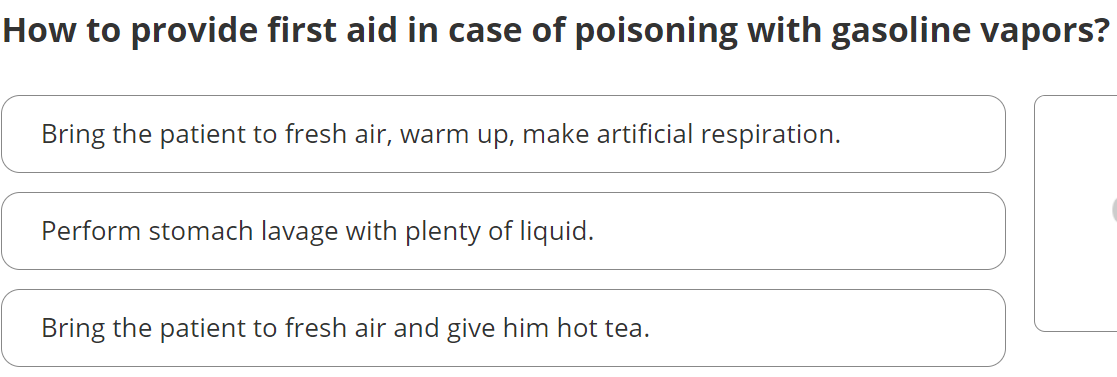 How to provide first aid in case of poisoning with gasoline vapors?
Bring the patient to fresh air, warm up, make artificial respiration.
Perform stomach lavage with plenty of liquid.
Bring the patient to fresh air and give him hot tea.